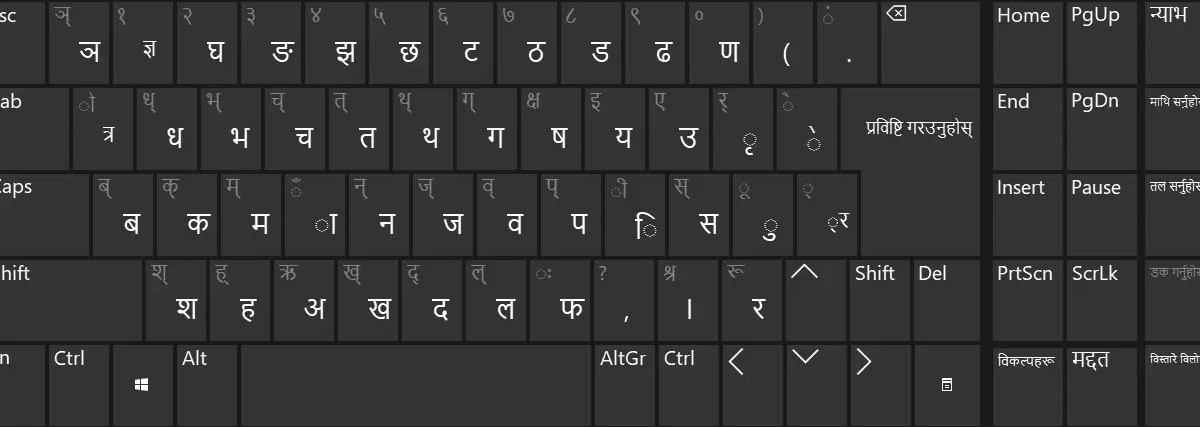 sc ञ् १ २ ३ ४ ५ ६ ७ ८ ९ ० ) ं Home PgUp न्याभ
ञ ज्ञ घ ङ झ छ ट ठ ड ढ ण ( .
ab ो ध् भ् च् त् थ् ग् क्ष इ ए र् ै End PgDn माथि सर्नुहोस
त्र ध भ च त थ ग ष य उ ृ े प्रविष्टि गरउनुहोस्
Caps ब् क् म् ँ न् ज् व् प् ी स् ू ् Insert Pause तल सर्नुहोस
ब क म ा न ज व प ि स ु ्र
hift श् ह् ऋ ख् द् ल् ः ? श्र रू Shift Del PrtScn ScrLk डक गर्नुहोस
श ह अ ख द ल फ , । र
n Ctrl Alt AltGr Ctrl विकल्पहरू मद्दत विस्तारे विलो